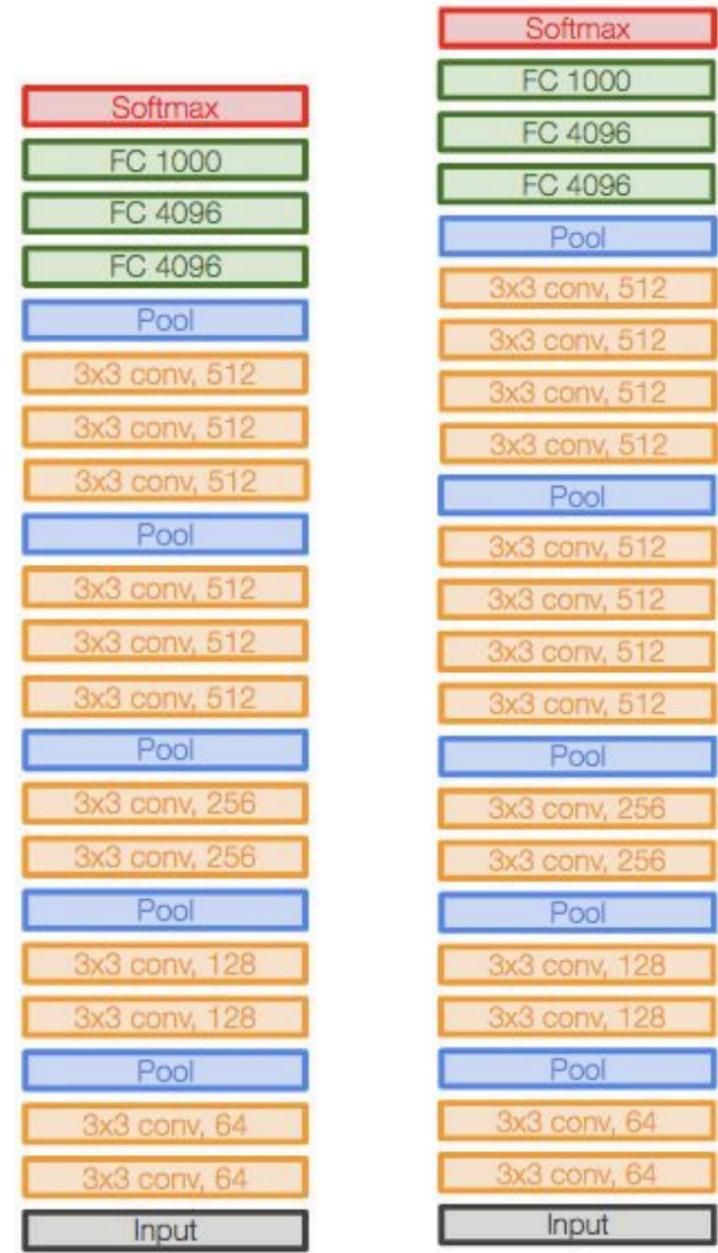 Softmax
FC 1000
FC 4096
FC 4096
Pool
3x3 conv, 512
3x3 conv, 512
3x3 conv, 512
Pool
3x3 conv, 512
3x3 conv, 512
3x3 conv, 512
Pool
3x3 conv, 256
3x3 conv, 256
Pool
3x3 conv, 128
3x3 conv, 128
Pool
3x3 conv, 64
3x3 conv, 64
Input
Softmax
FC 1000
FC 4096
FC 4096
Pool
3x3 conv, 512
3x3 conv, 512
3x3 conv, 512
3x3 conv, 512
Pool
3x3 conv, 512
3x3 conv, 512
3x3 conv, 512
3x3 conv, 512
Pool
3x3 conv, 256
3x3 conv, 256
Pool
3x3 conv, 128
3x3 conv, 128
Pool
3x3 conv, 64
3x3 conv, 64
Input